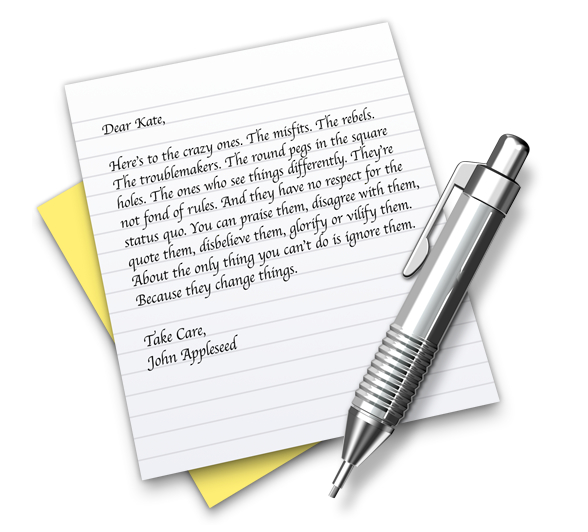 Dear Kate,
Here's to the crazy ones. The misfits. The rebels.
The troublemakers. The round pegs in the square
holes. The ones who see things differently. They're
not fond of rules. And they have no respect for the
status quo. You can praise them, disagree with them,
quote them, disbelieve them, glorify or vilify them.
About the only thing you can't do is ignore them.
Because they change things.
Take Care,
John Appleseed